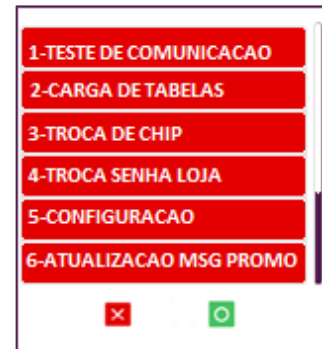 1-TESTE DE COMUNICACAO
2-CARGA DE TABELAS
3-TROCA DE CHIP
4-TROCA SENHA LOJA
5-CONFIGURACAO
6-ATUALIZACAO MSG PROMO